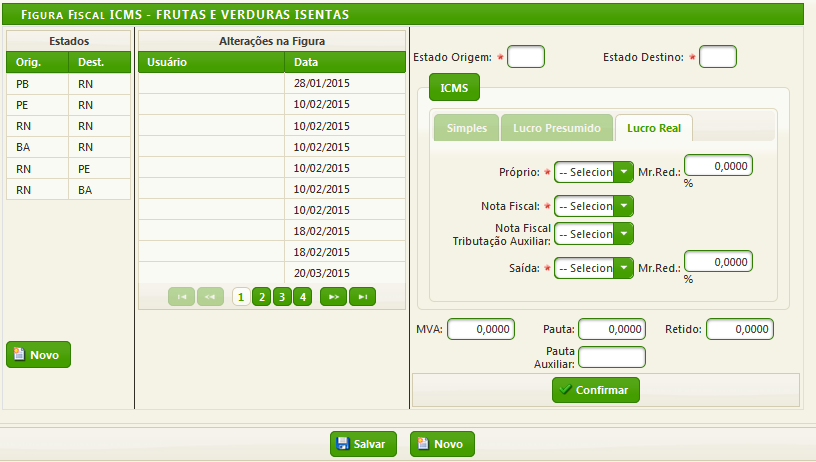 FIGURA FISCAL ICMS - FRUTAS E VERDURAS ISENTAS
Estados
Orig. Dest.
PB RN
PE RN
RN RN
BA RN
RN PE
RN BA
Novo
Alterações na Figura
Usuário Data
28/01/2015
10/02/2015
10/02/2015
10/02/2015
10/02/2015
10/02/2015
10/02/2015
18/02/2015
18/02/2015
20/03/2015
1 2 3 4
Estado Origem: * Estado Destino: *
ICMS
Simples Lucro Presumido Lucro Real
Próprio: * -- Selecion Mr.Red.: 0,0000
%
Nota Fiscal: * -- Selecion
Nota Fiscal
Tributação Auxiliar: -- Selecion
Saída: * -- Selecion Mr.Red.: 0,0000
%
MVA: 0,0000 Pauta: 0,0000 Retido: 0,0000
Pauta
Auxiliar:
Confirmar
Salvar Novo